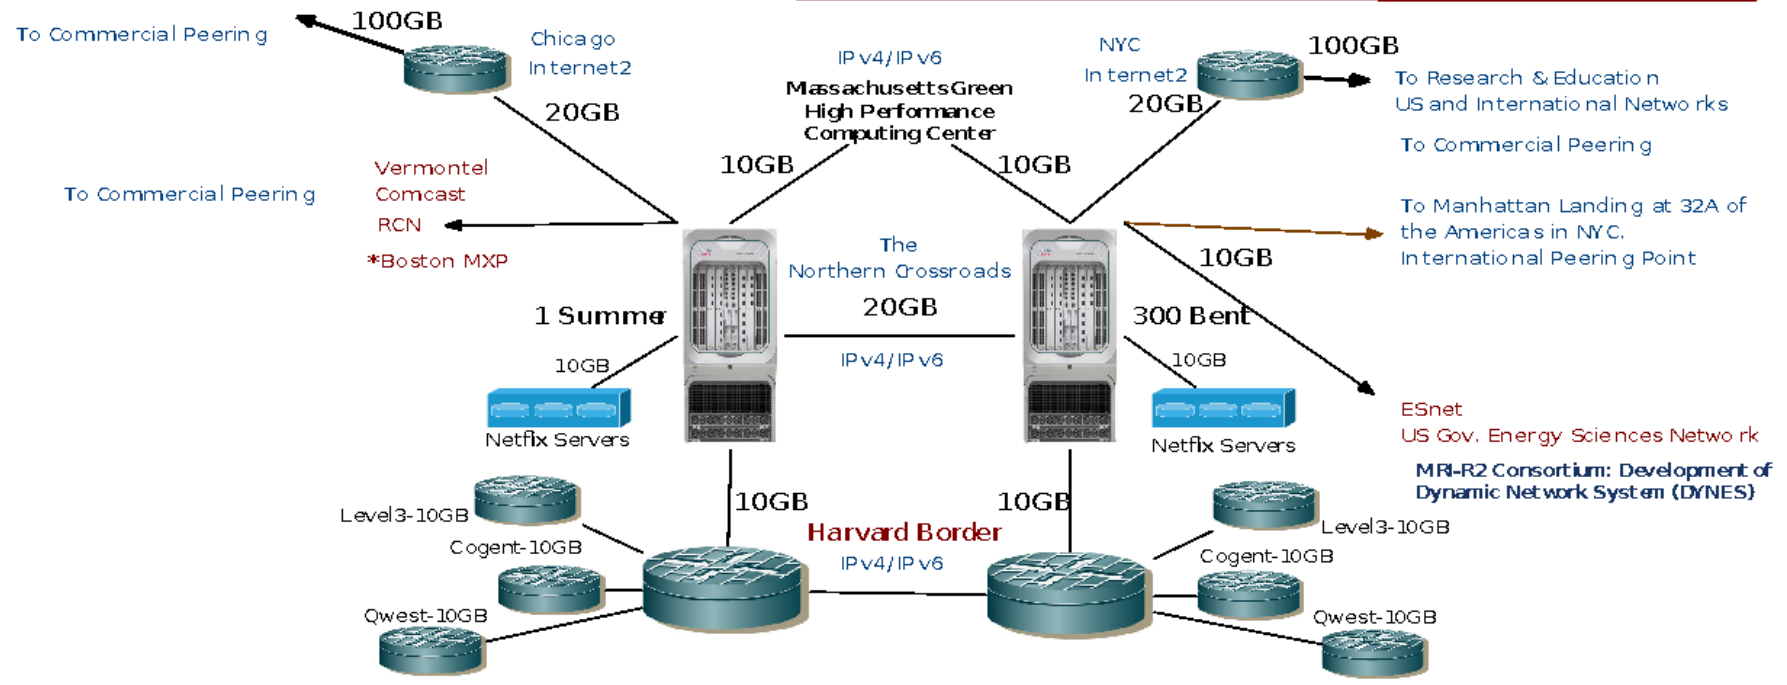 100GB
To Commercial Peering
Chicago
Internet2
20GB
IPv4/IPv6
Massachusetts Green
High Performance
Computing Center
10GB
10GB
NYC
Internet2
20GB
100GB
To Research & Education
US and International Networks
To Commercial Peering
To Commercial Peering
Vermontel
Comcast
RCN
*Boston MXP
To Manhattan Landing at 32A of
the Americas in NYC.
International Peering Point
10GB
The
Northern Crossroads
20GB
IPv4/IPv6
1 Summer
300 Bent
10GB
Netflix Servers
10GB
Netflix Servers
ESnet
US Gov. Energy Sciences Network
MRI-R2 Consortium: Development of
Dynamic Network System (DYNES)
10GB
10GB
Harvard Border
IPv4/IPv6
Level3-10GB
Cogent-10GB
Qwest-10GB
Level3-10GB
Cogent-10GB
Qwest-10GB